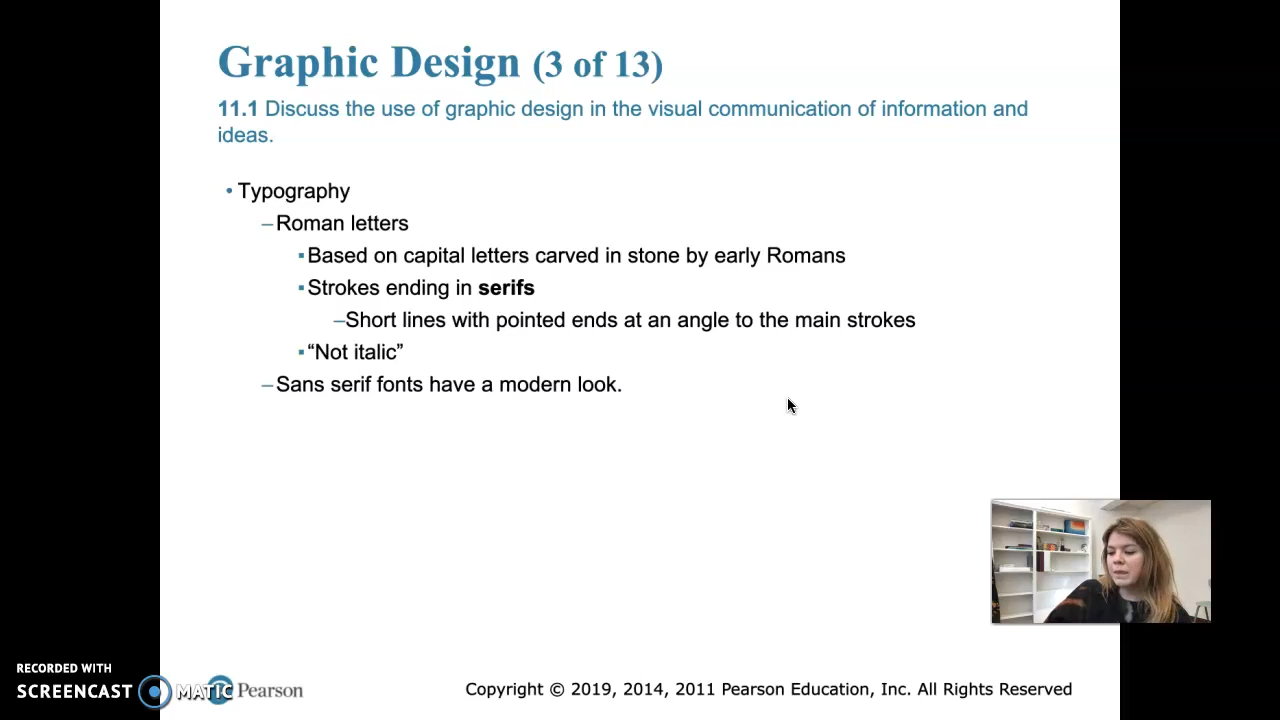 Graphic Design (3 of 13)
11.1 Discuss the use of graphic design in the visual communication of information and
ideas.
• Typography
–Roman letters
▪Based on capital letters carved in stone by early Romans
▪Strokes ending in serifs
–Short lines with pointed ends at an angle to the main strokes
▪“Not italic”
–Sans serif fonts have a modern look.
RECORDED WITH
SCREENCAST MATIC
Pearson
Copyright © 2019, 2014, 2011 Pearson Education, Inc. All Rights Reserved